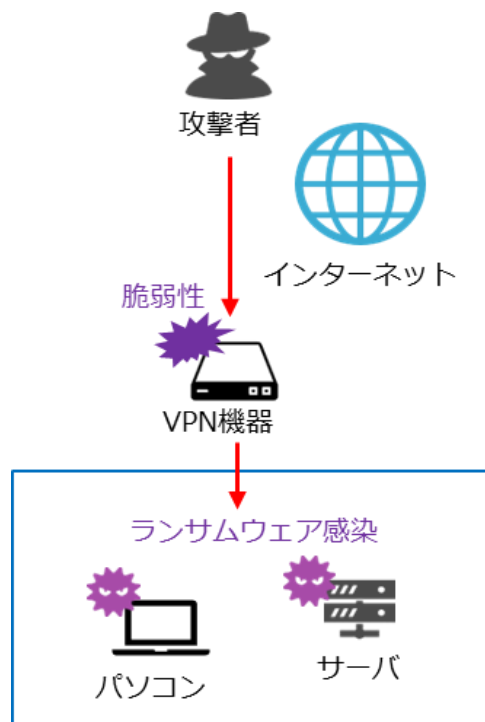 攻撃者
インターネット
脆弱性
VPN機器
ランサムウェア感染
パソコン
サーバ